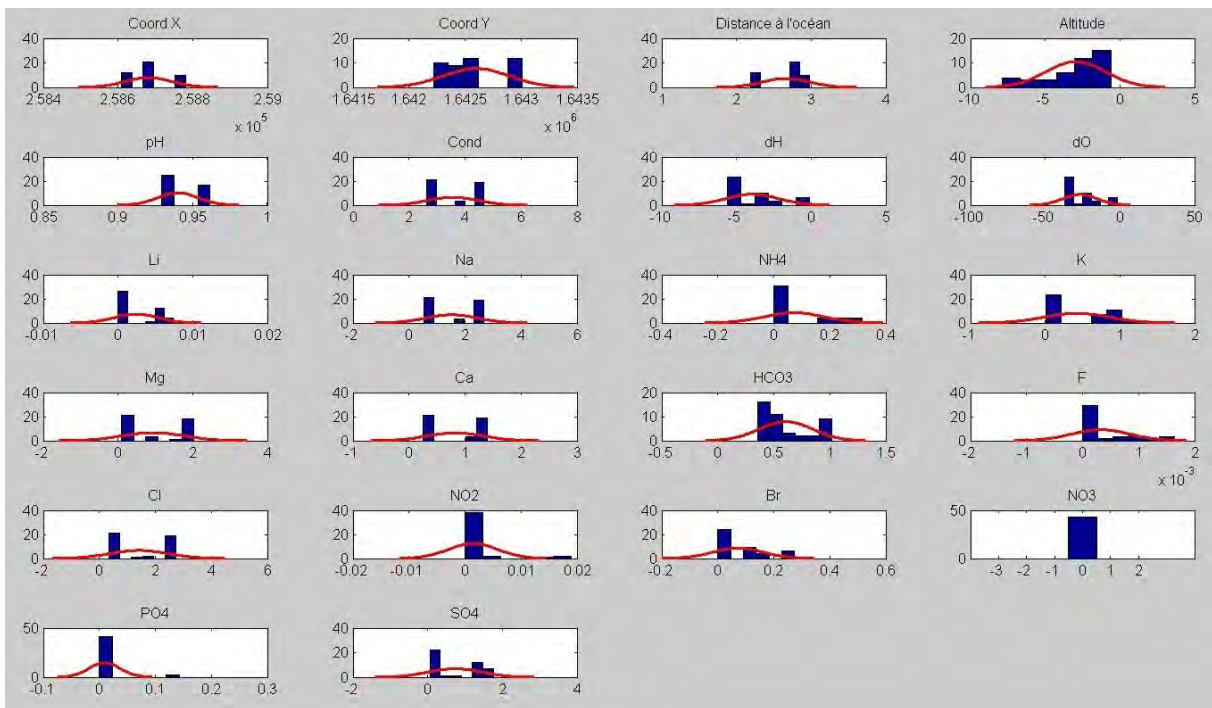 Coord X
40
20
0
2.584 2.586 2.588 2.59
x 10^5
Coord Y
20
10
0
1.6415 1.642 1.6425 1.643 1.6435
x 10^6
Distance à l'océan
40
20
0
1 2 3 4
Altitude
20
10
0
-10 -5 0 5
pH
40
20
0
0.85 0.9 0.95 1
Cond
40
20
0
0 2 4 6 8
dH
40
20
0
-10 -5 0 5
dO
40
20
0
-100 -50 0 50
Li
40
20
0
-0.01 0 0.01 0.02
Na
40
20
0
-2 0 2 4 6
NH4
40
20
0
-0.4 -0.2 0 0.2 0.4
K
40
20
0
-1 0 1 2
Mg
40
20
0
-2 0 2 4
Ca
40
20
0
-1 0 1 2 3
HCO3
20
10
0
-0.5 0 0.5 1 1.5
F
40
20
0
-2 -1 0 1 2
x 10^-3
Cl
40
20
0
-2 0 2 4 6
NO2
40
20
0
-0.02 -0.01 0 0.01 0.02
Br
40
20
0
-0.2 0 0.2 0.4 0.6
NO3
50
0
-3 -2 -1 0 1 2
PO4
50
0
-0.1 0 0.1 0.2 0.3
SO4
40
20
0
-2 0 2 4